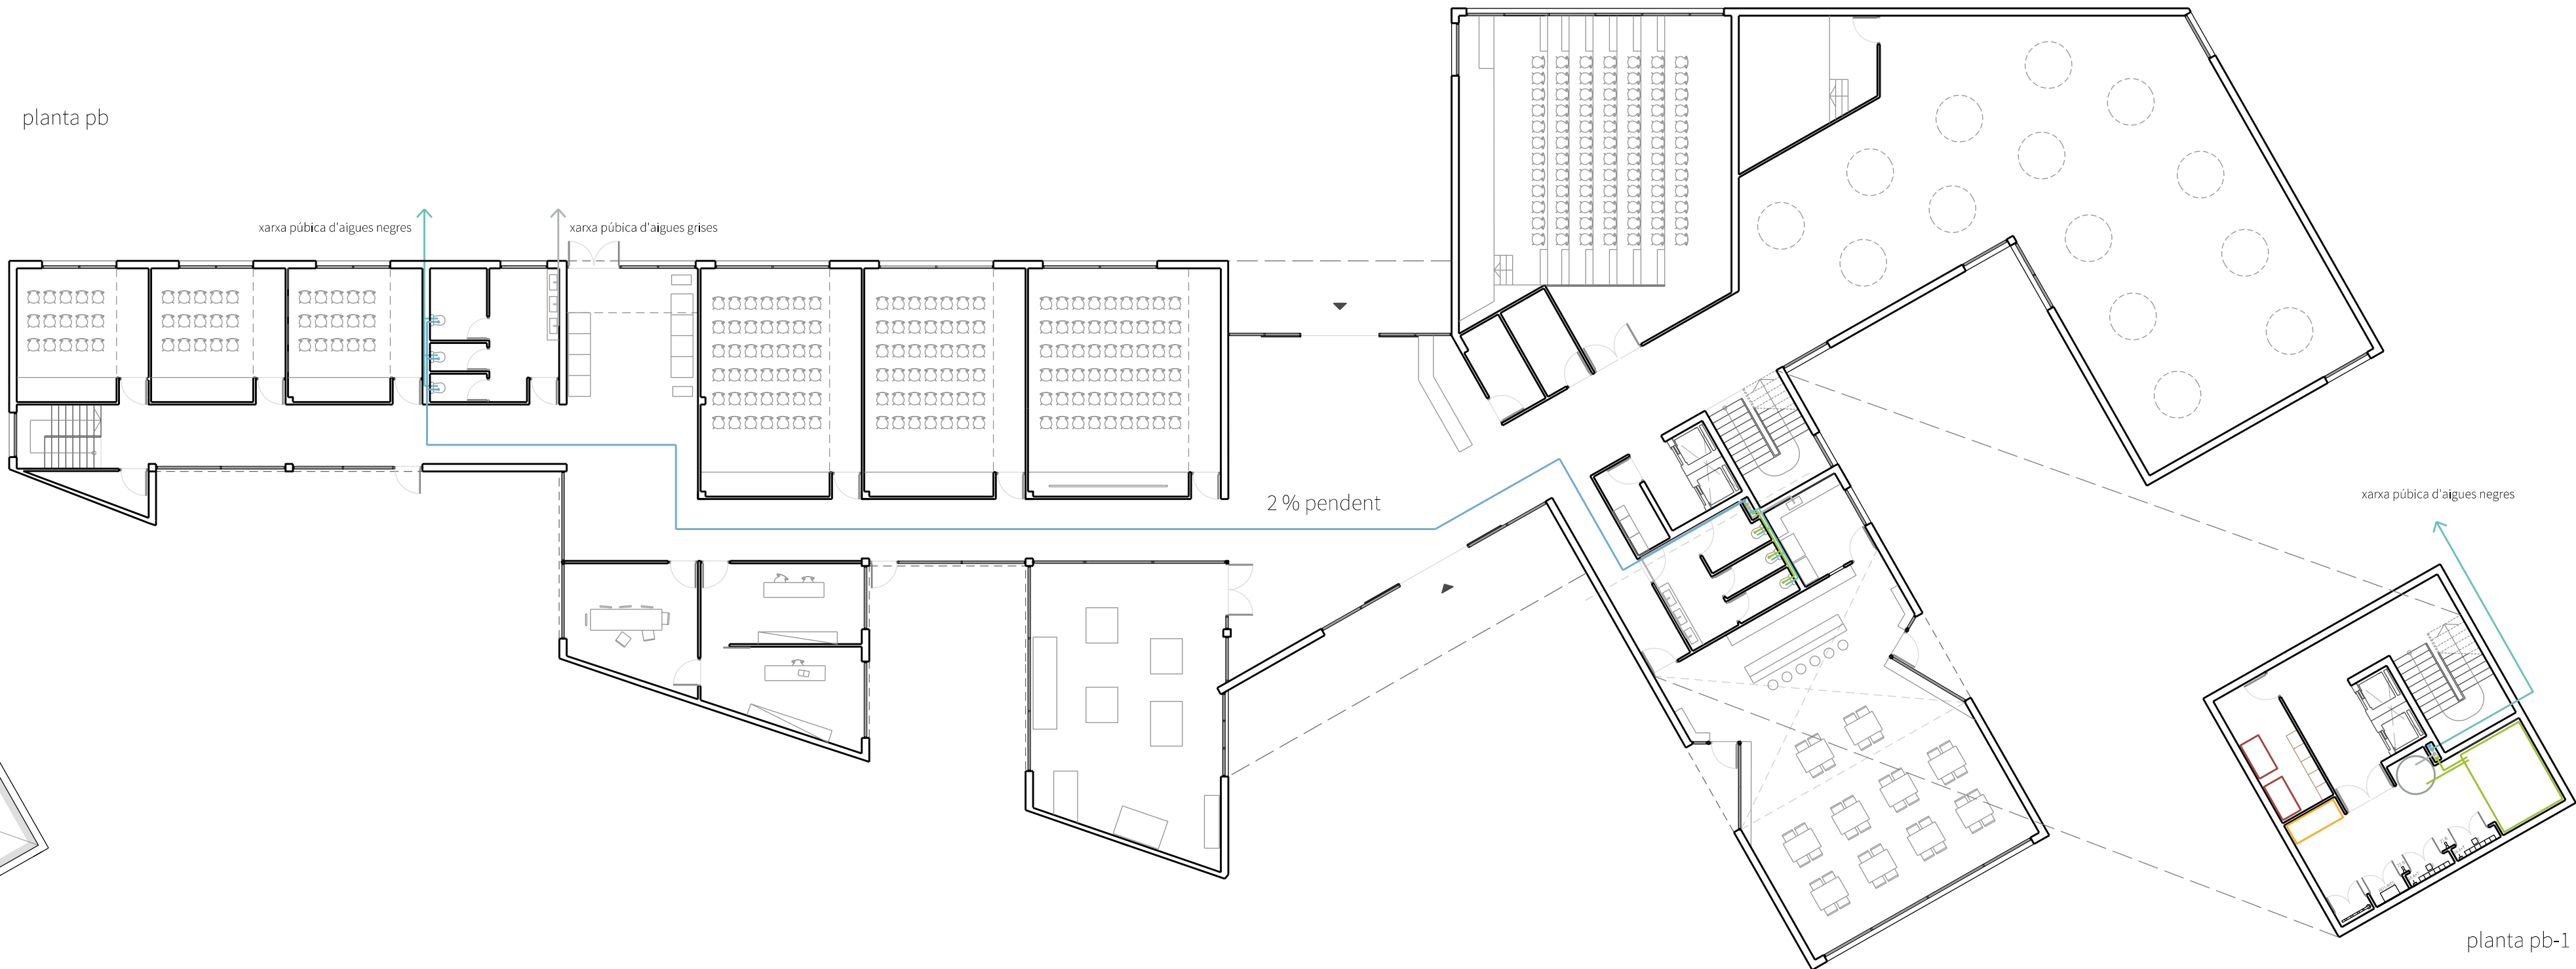 planta pb
xarxa púbica d'aigues negres
xarxa púbica d'aigues grises
2 % pendent
xarxa púbica d'aigues negres
planta pb-1